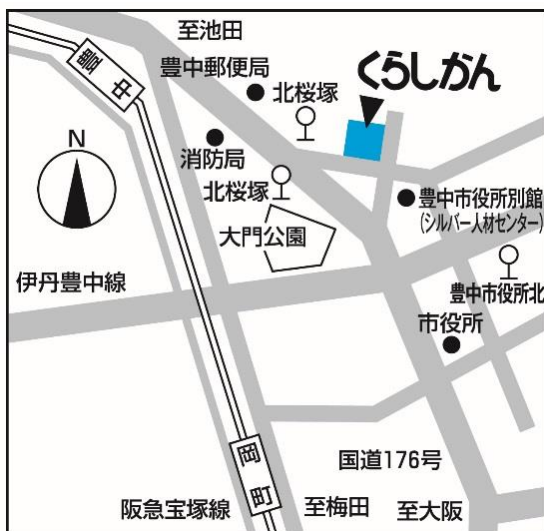 至池田
豊中
豊中郵便局
くらしかん
北桜塚
N
消防局
北桜塚
豊中市役所別館
(シルバー人材センター)
大門公園
伊丹豊中線
豊中市役所北
市役所
岡町
国道176号
阪急宝塚線
至梅田
至大阪